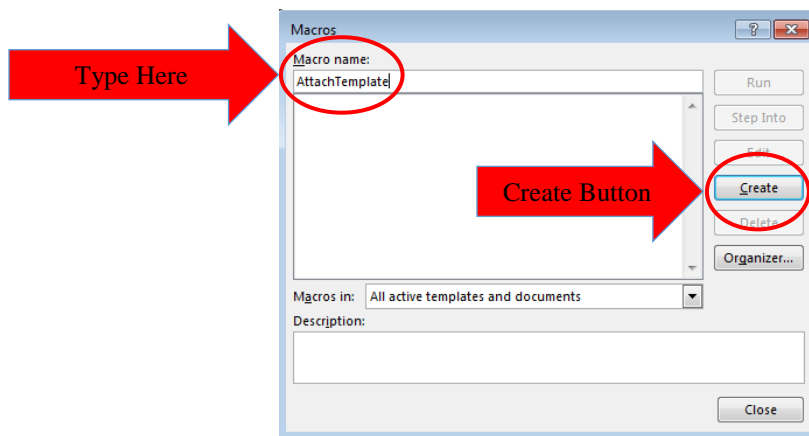 Macros
Macro name:
Type Here
AttachTemplate
Run
Step Into
Edit
Create Button
Create
Delete
Organizer...
Macros in: All active templates and documents
Description:
Close